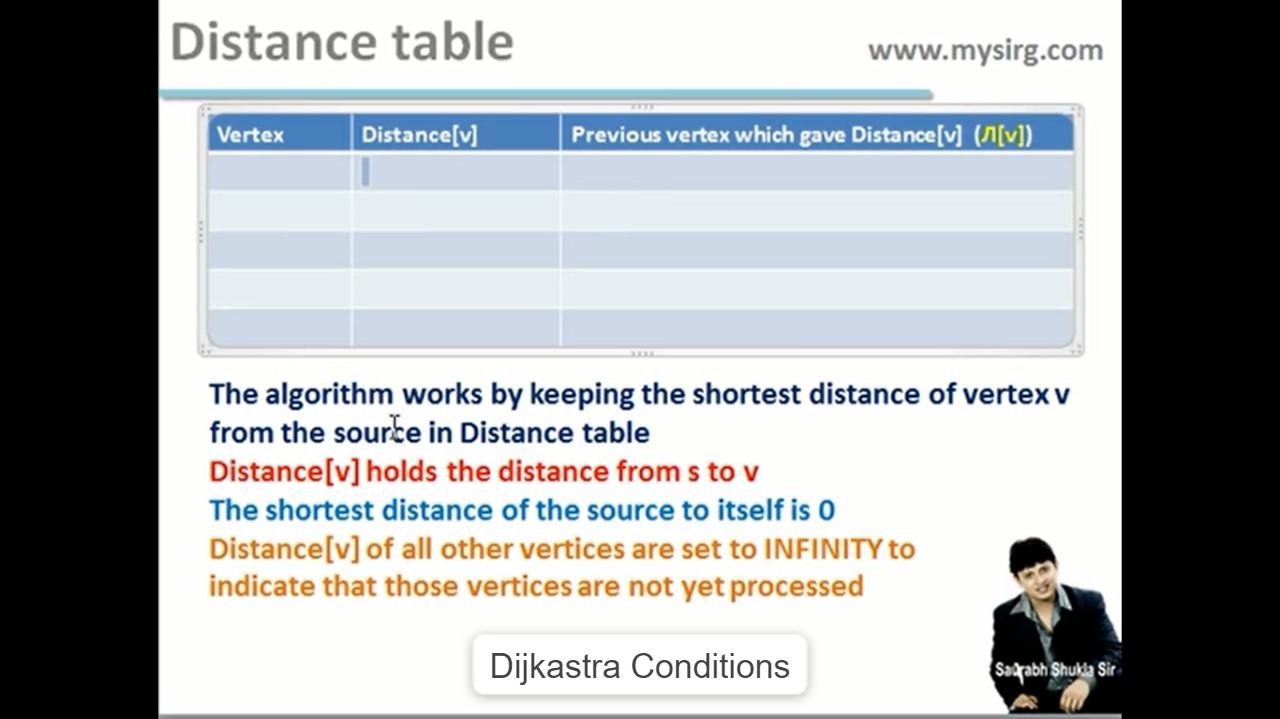 Distance table
www.mysirg.com
Vertex
Distance[v]
Previous vertex which gave Distance[v] (Л[v])
The algorithm works by keeping the shortest distance of vertex v
from the source in Distance table
Distance[v] holds the distance from s to v
The shortest distance of the source to itself is 0
Distance[v] of all other vertices are set to INFINITY to
indicate that those vertices are not yet processed
Dijkastra Conditions
Saurabh Shukla Sir